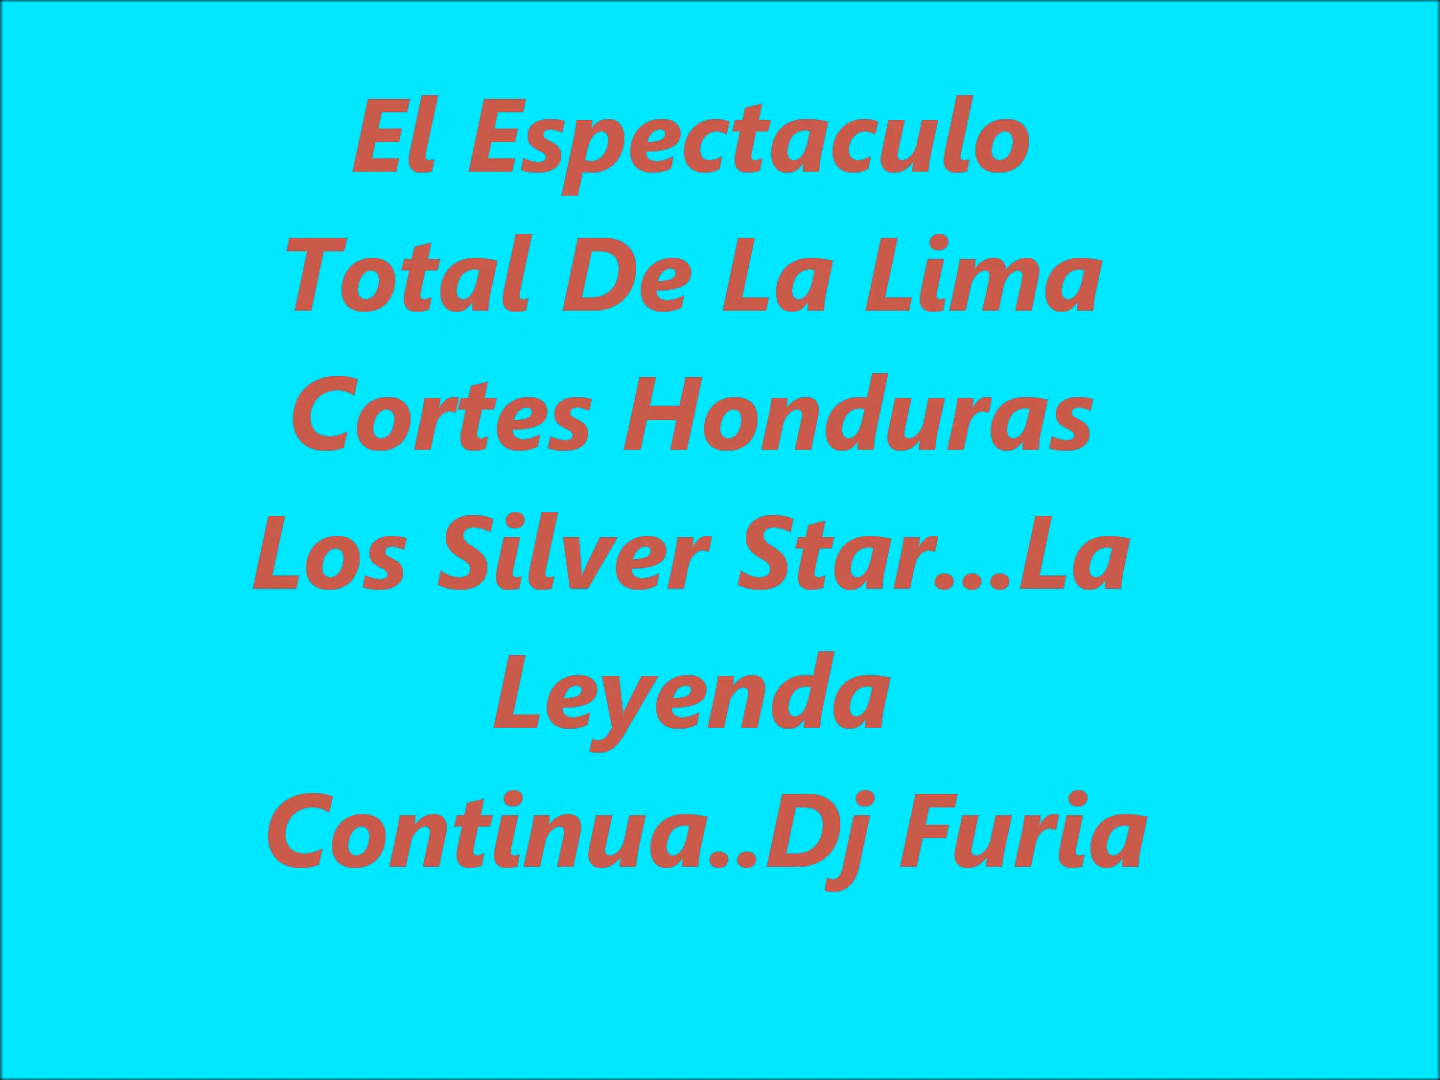 El Espectaculo
Total De La Lima
Cortes Honduras
Los Silver Star...La
Leyenda
Continua..Dj Furia